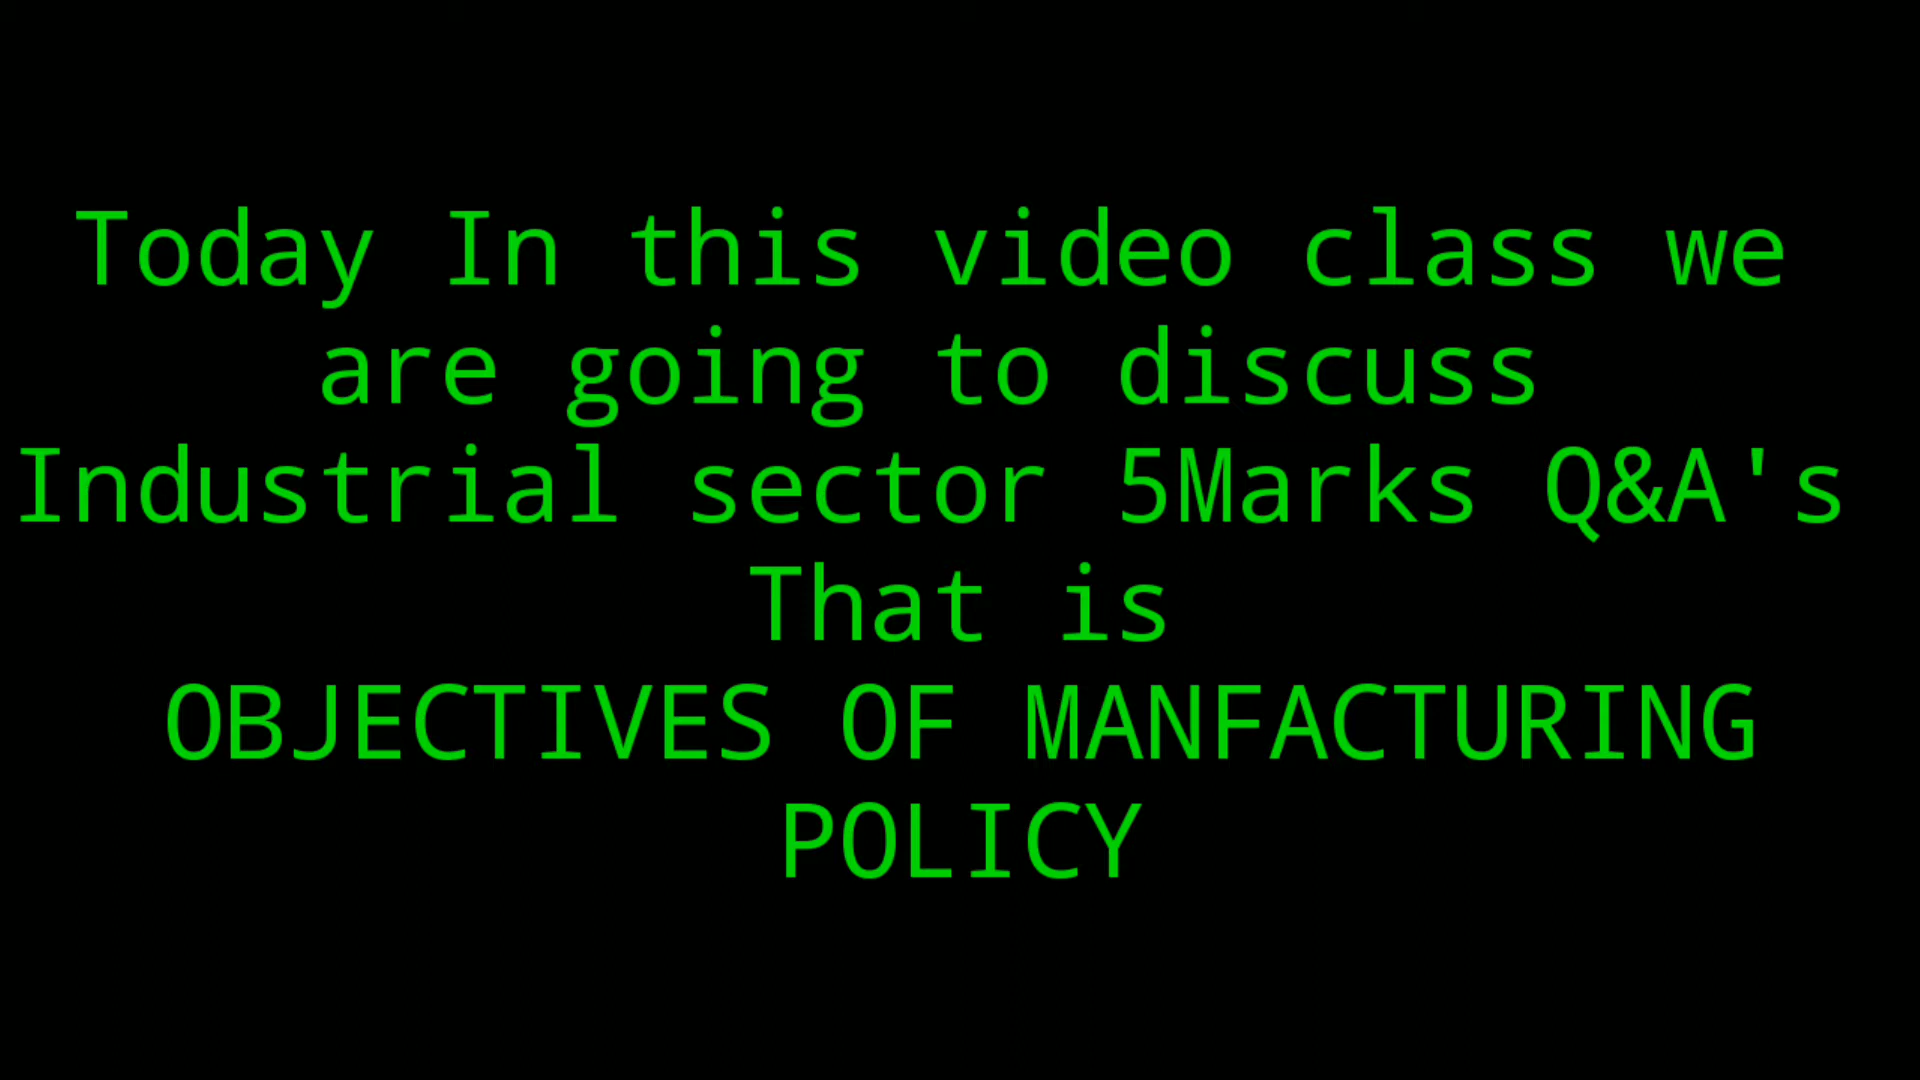 Today In this video class we
are going to discuss
Industrial sector 5Marks Q&A's
That is
OBJECTIVES OF MANFACTURING
POLICY